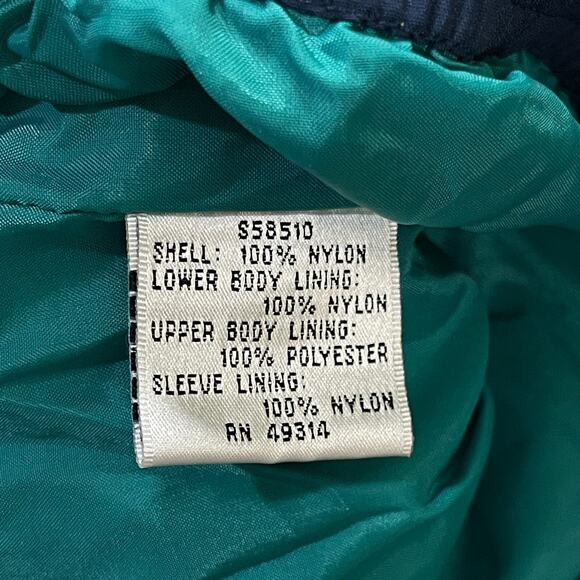 S58510
SHELL: 100% NYLON
LOWER BODY LINING:
100% NYLON
UPPER BODY LINING:
100% POLYESTER
SLEEVE LINING:
100% NYLON
RN 49314